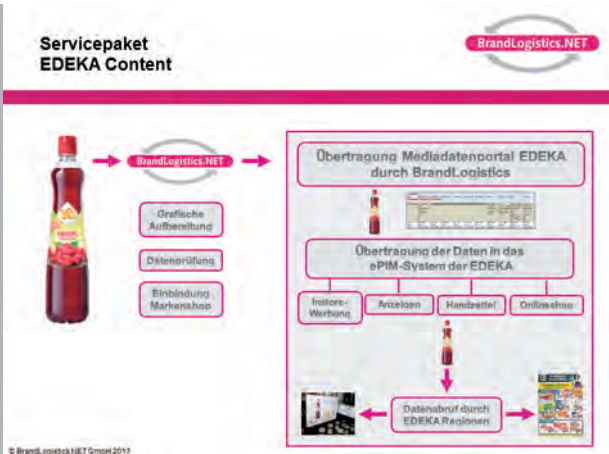 Servicepaket
EDEKA Content
BrandLogistics.NET
BrandLogistics.NET
Grafische
Aufbereitung
Datenprüfung
Einbindung
Markenshop
Übertragung Mediadatenportal EDEKA
durch BrandLogistics
Übertragung der Daten in das
ePIM-System der EDEKA
Instore-
Werbung
Anzeigen
Handzettel
Onlineshop
Datenabruf durch
EDEKA Regionen
© BrandLogistics.NET GmbH 2017